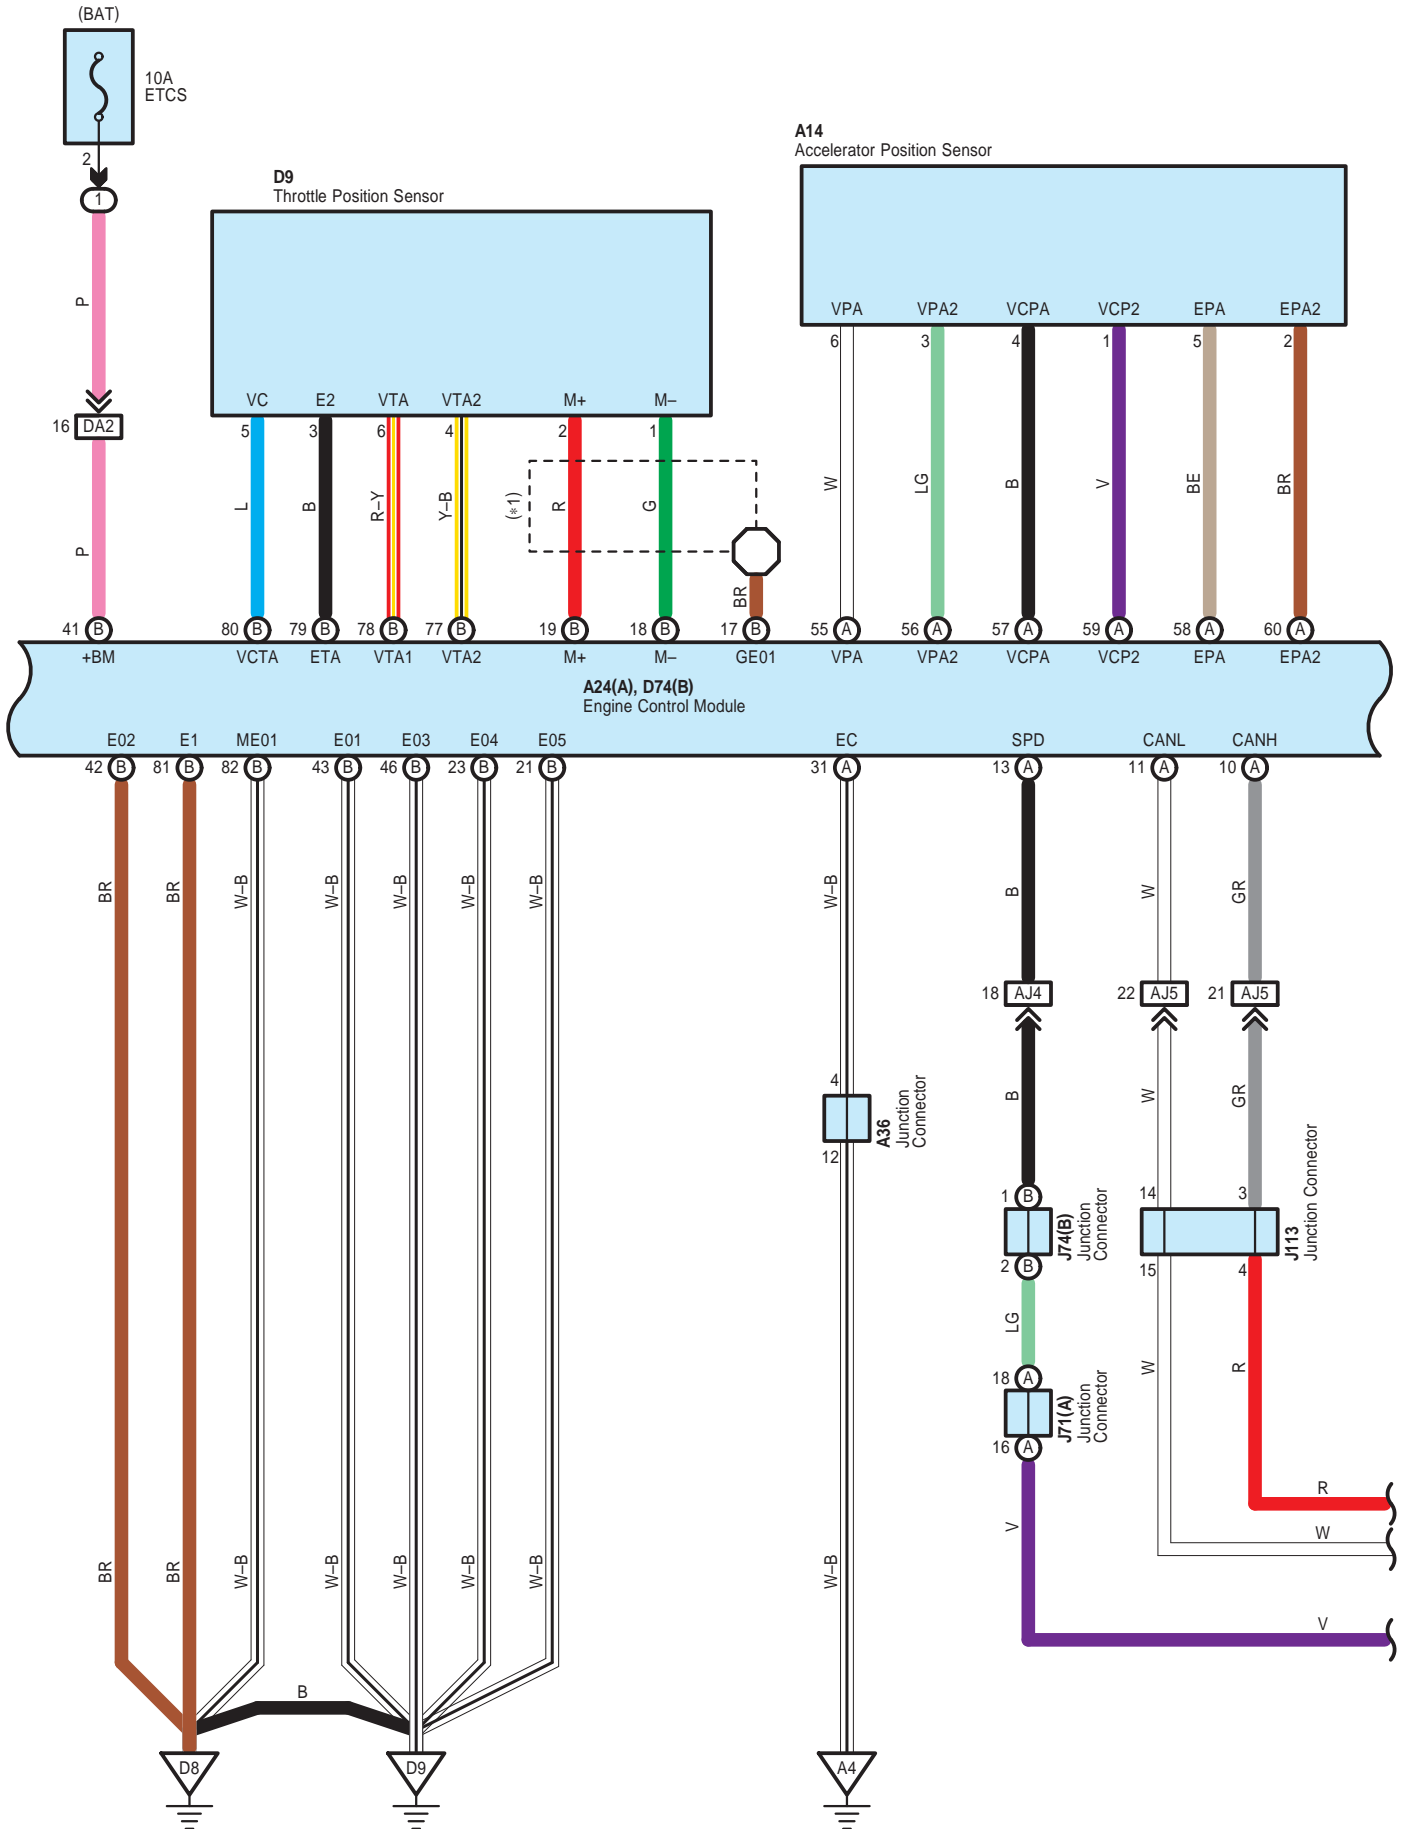 (BAT)
10A
ETCS
2
1
P
16 DA2
P
D9
Throttle Position Sensor
VC E2 VTA VTA2 M+ M–
5 3 6 4 2 1
L B R–Y Y–B (*1) R G BR
A14
Accelerator Position Sensor
VPA VPA2 VCPA VCP2 EPA EPA2
6 3 4 1 5 2
W LG B V BE BR
41 B 80 B 79 B 78 B 77 B 19 B 18 B 17 B 55 A 56 A 57 A 59 A 58 A 60 A
+BM VCTA ETA VTA1 VTA2 M+ M– GE01 VPA VPA2 VCPA VCP2 EPA EPA2
A24(A), D74(B)
Engine Control Module
E02 E1 ME01 E01 E03 E04 E05 EC SPD CANL CANH
42 B 81 B 82 B 43 B 46 B 23 B 21 B 31 A 13 A 11 A 10 A
BR BR W–B W–B W–B W–B W–B W–B B W GR
18 AJ4 22 AJ5 21 AJ5
4
A36
Junction
Connector
12
B W GR
1 B
J74(B)
Junction
Connector
2 B
14 3
J113
Junction Connector
15 4
LG W R
18 A
J71(A)
Junction
Connector
16 A
R
W
V
BR BR W–B W–B W–B W–B W–B W–B V
B
D8 D9 A4